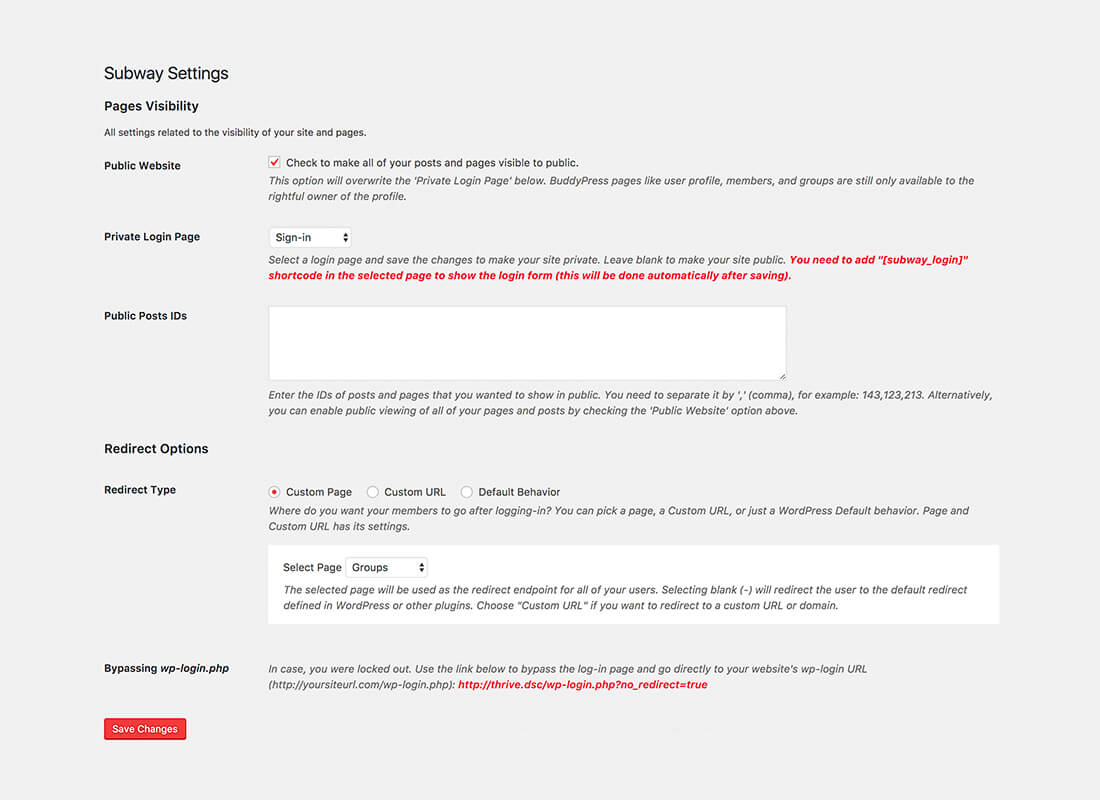 Subway Settings
Pages Visibility
All settings related to the visibility of your site and pages.
Public Website
Check to make all of your posts and pages visible to public.
This option will overwrite the 'Private Login Page' below. BuddyPress pages like user profile, members, and groups are still only available to the
rightful owner of the profile.
Private Login Page
Sign-in
Select a login page and save the changes to make your site private. Leave blank to make your site public. You need to add "[subway_login]"
shortcode in the selected page to show the login form (this will be done automatically after saving).
Public Posts IDs
Enter the IDs of posts and pages that you wanted to show in public. You need to separate it by ',' (comma), for example: 143,123,213. Alternatively,
you can enable public viewing of all of your pages and posts by checking the 'Public Website' option above.
Redirect Options
Redirect Type
Custom Page Custom URL Default Behavior
Where do you want your members to go after logging-in? You can pick a page, a Custom URL, or just a WordPress Default behavior. Page and
Custom URL has its settings.
Select Page Groups
The selected page will be used as the redirect endpoint for all of your users. Selecting blank (-) will redirect the user to the default redirect
defined in WordPress or other plugins. Choose "Custom URL" if you want to redirect to a custom URL or domain.
Bypassing wp-login.php
In case, you were locked out. Use the link below to bypass the log-in page and go directly to your website's wp-login URL
(http://yoursiteurl.com/wp-login.php): http://thrive.dsc/wp-login.php?no_redirect=true
Save Changes